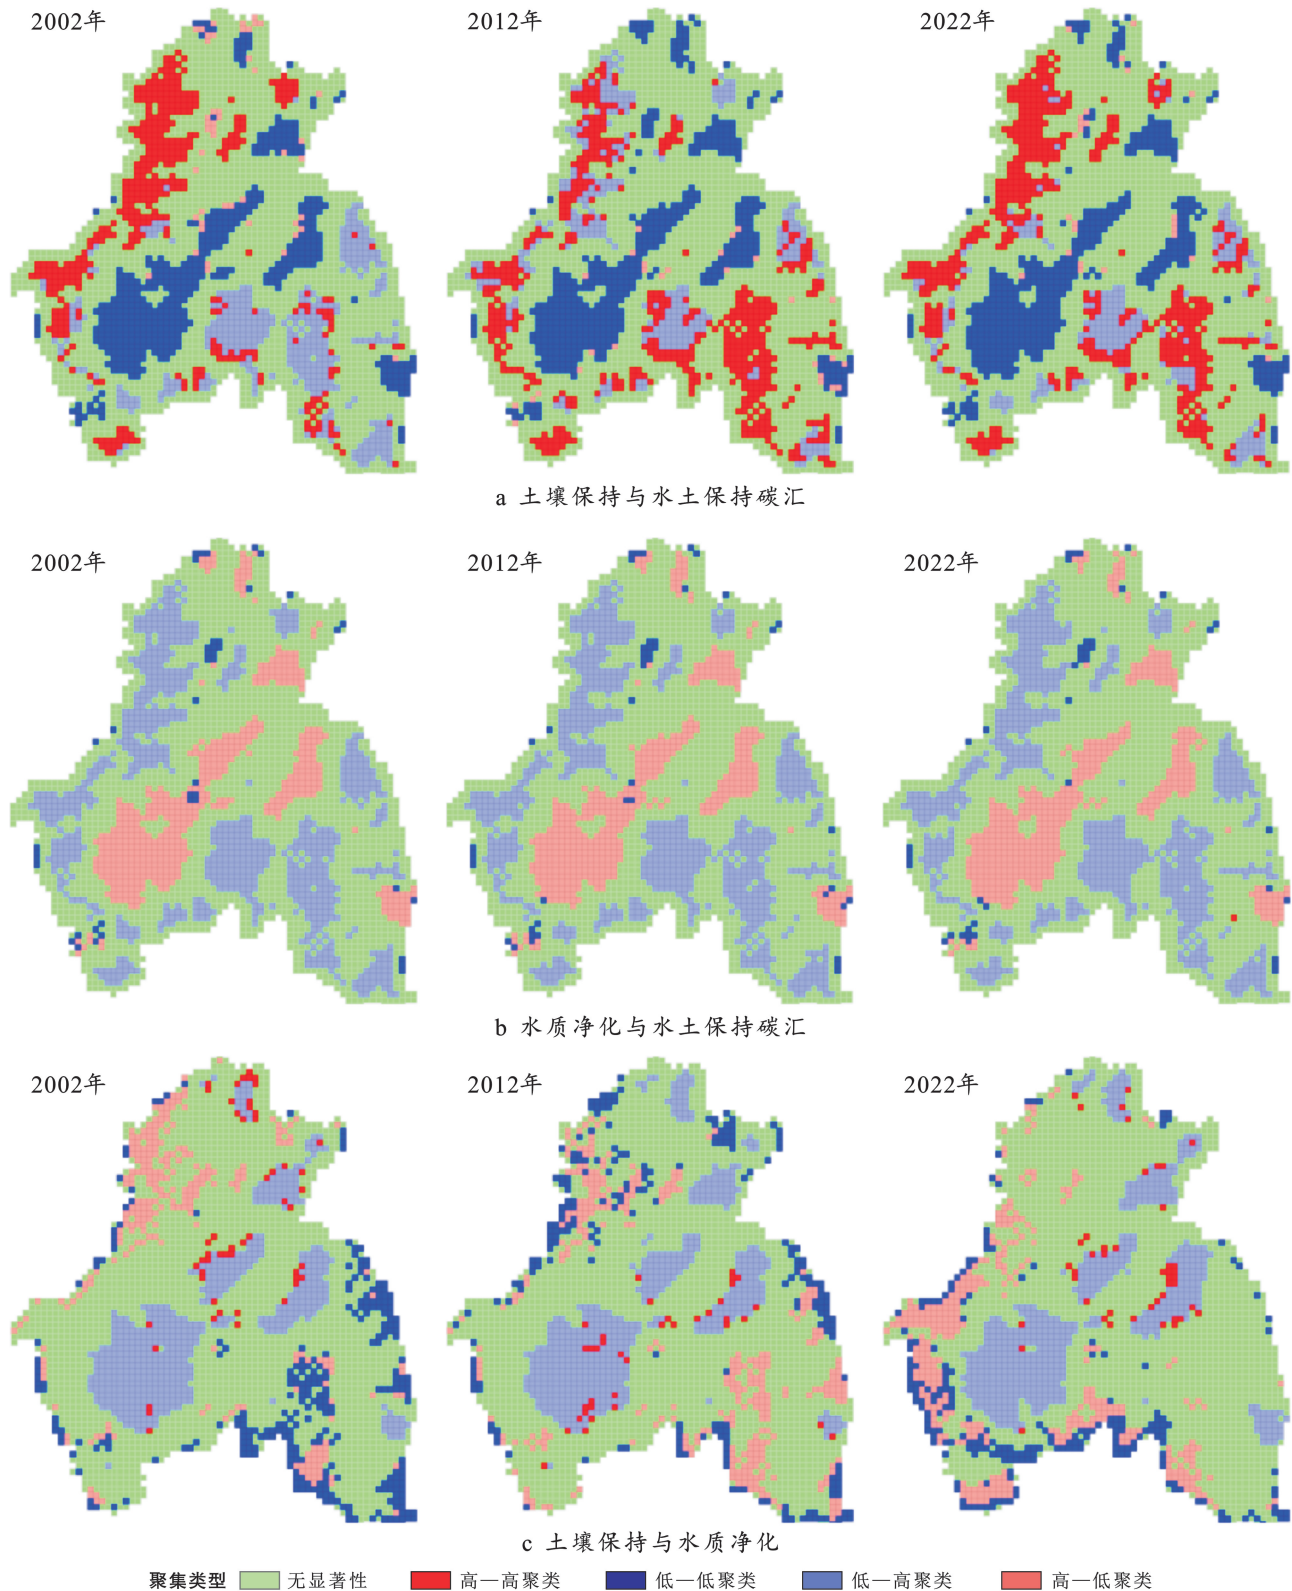 2002年 2012年 2022年
a 土壤保持与水土保持碳汇
2002年 2012年 2022年
b 水质净化与水土保持碳汇
2002年 2012年 2022年
c 土壤保持与水质净化
聚集类型 无显著性 高—高聚类 低—低聚类 低—高聚类 高—低聚类